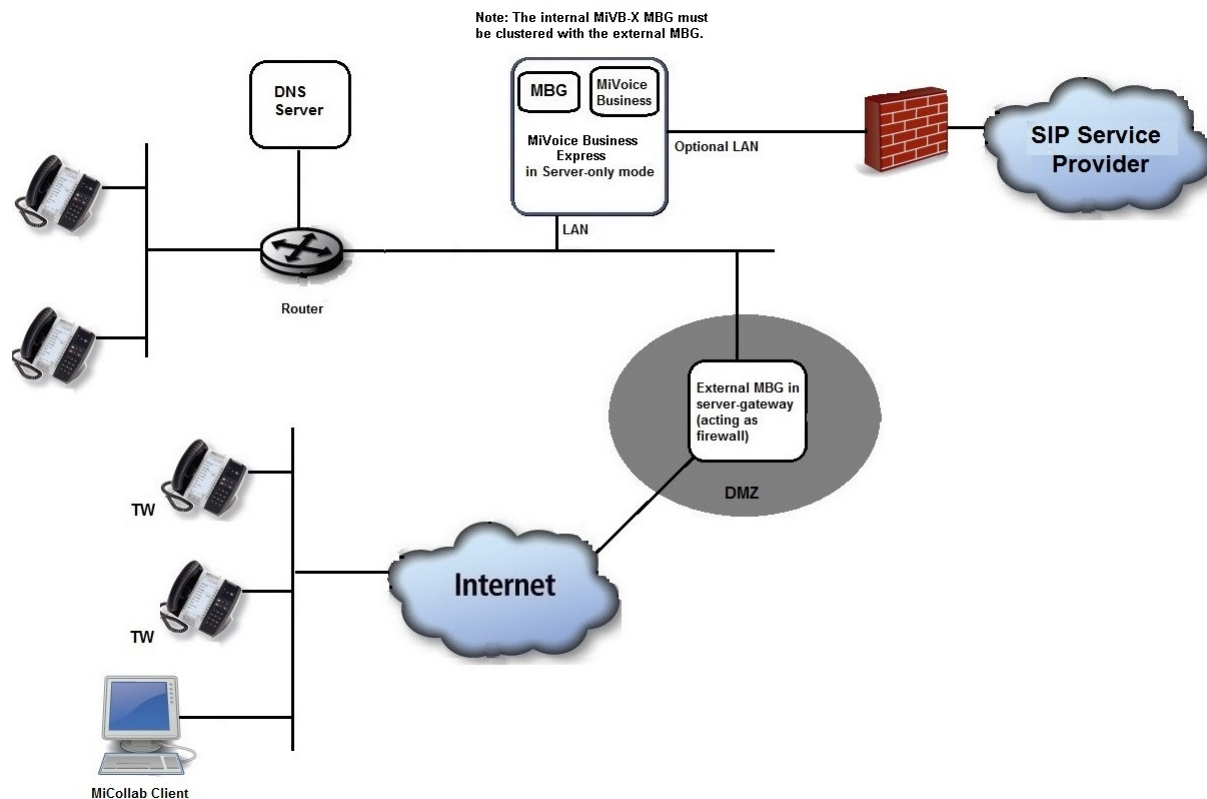 Note: The internal MiVB-X MBG must
be clustered with the external MBG.
DNS
Server
MBG
MiVoice
Business
MiVoice Business
Express
in Server-only mode
Optional LAN
SIP Service
Provider
LAN
Router
External MBG in
server-gateway
(acting as
firewall)
DMZ
TW
Internet
TW
MiCollab Client